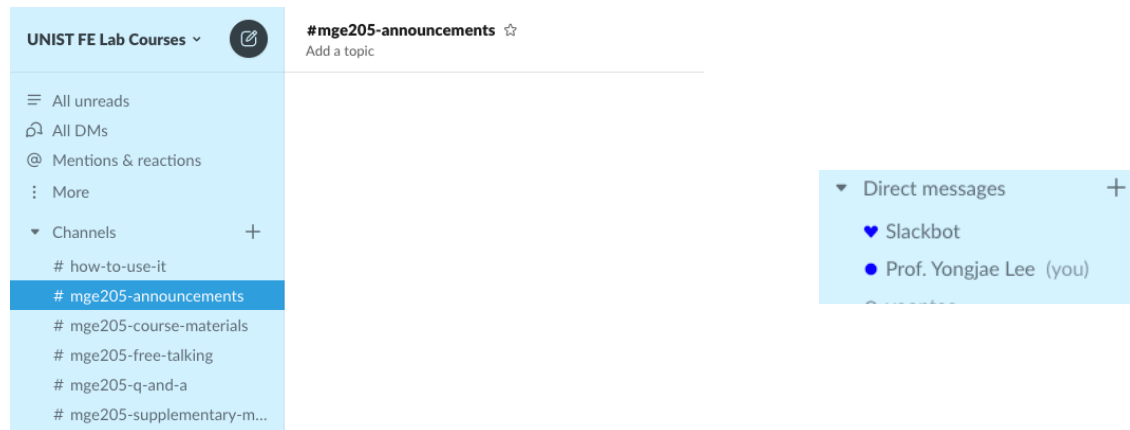 UNIST FE Lab Courses
#mge205-announcements
Add a topic
All unreads
All DMs
@ Mentions & reactions
More
Channels
# how-to-use-it
# mge205-announcements
# mge205-course-materials
# mge205-free-talking
# mge205-q-and-a
# mge205-supplementary-m...
Direct messages
Slackbot
Prof. Yongjae Lee (you)